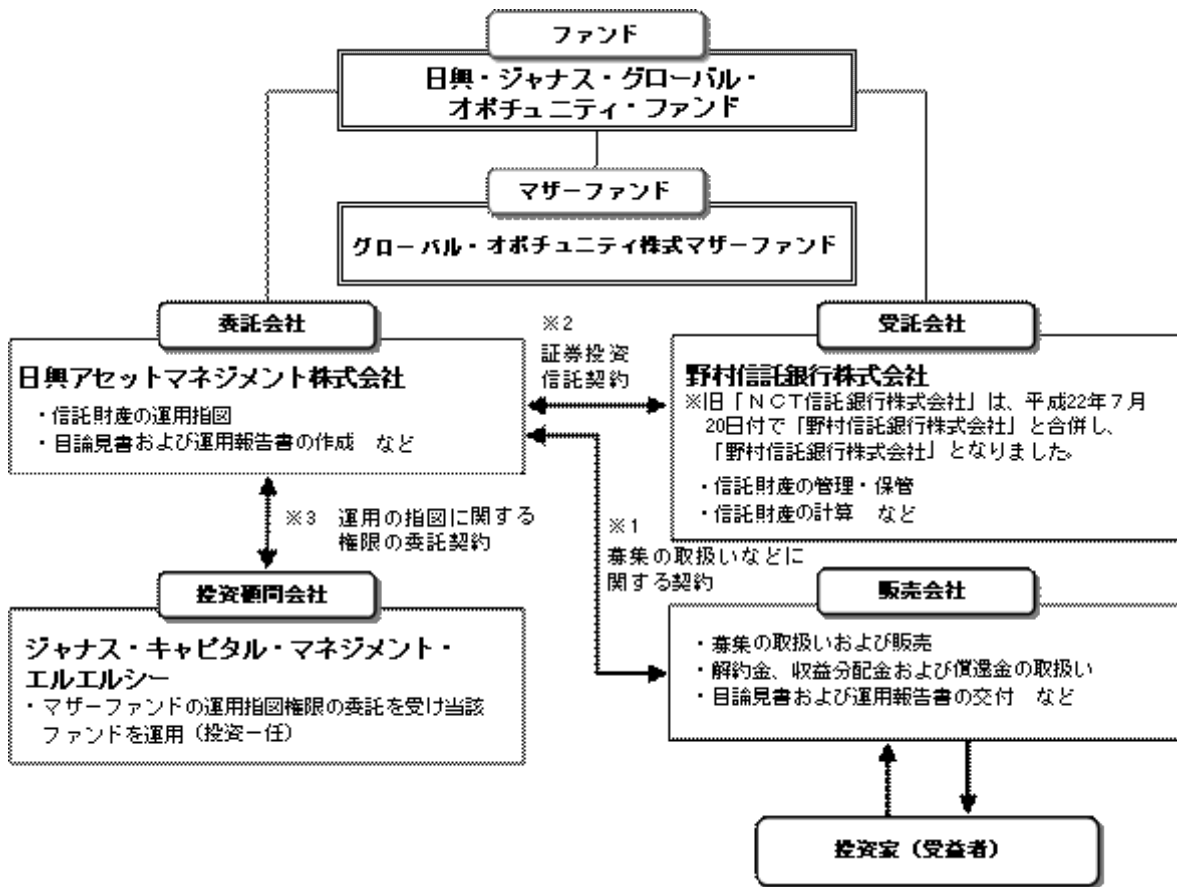 ファンド
日興・ジャナス・グローバル・
オポチュニティ・ファンド
マザーファンド
グローバル・オポチュニティ株式マザーファンド
委託会社
日興アセットマネジメント株式会社
・信託財産の運用指図
・目論見書および運用報告書の作成　など
※2
証券投資
信託契約
受託会社
野村信託銀行株式会社
※旧「ＮＣＴ信託銀行株式会社」は、平成22年７月
20日付で「野村信託銀行株式会社」と合併し、
「野村信託銀行株式会社」となりました。
・信託財産の管理・保管
・信託財産の計算　など
※3　運用の指図に関する
権限の委託契約
※1
募集の取扱いなどに
関する契約
投資顧問会社
ジャナス・キャピタル・マネジメント・
エルエルシー
・マザーファンドの運用指図権限の委託を受け当該
ファンドを運用（投資一任）
販売会社
・募集の取扱いおよび販売
・解約金、収益分配金および償還金の取扱い
・目論見書および運用報告書の交付　など
投資家（受益者）